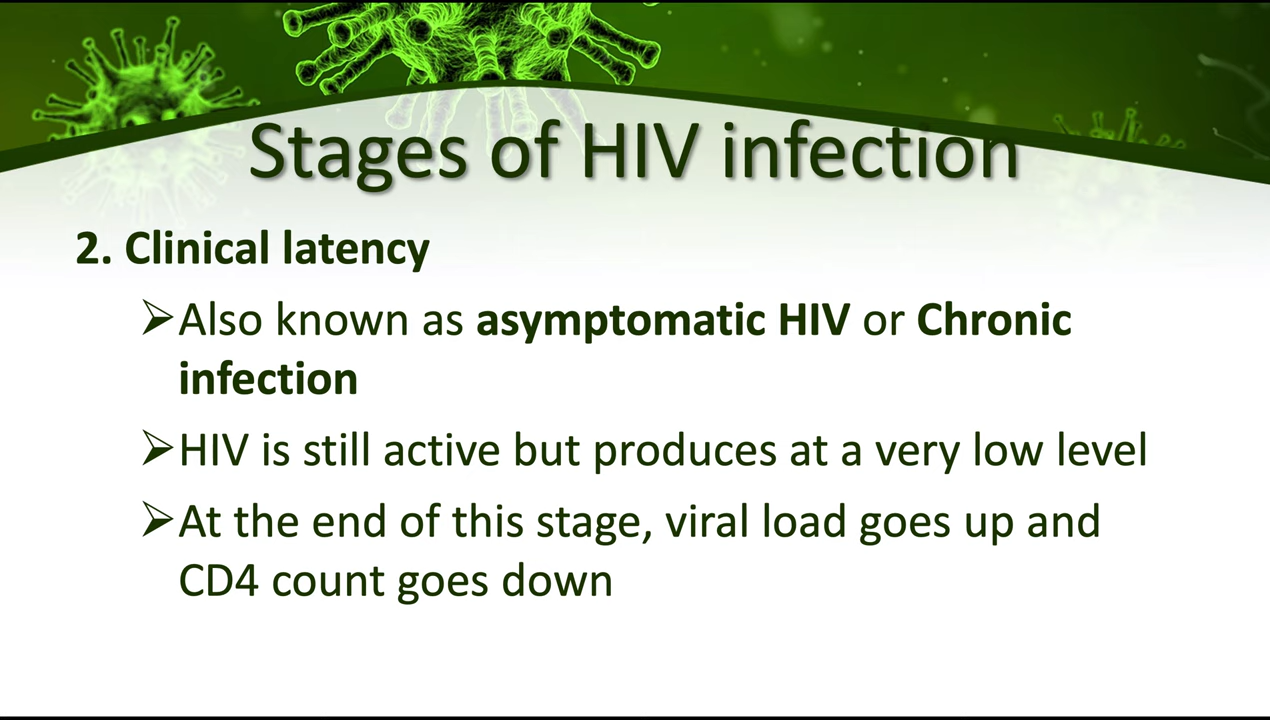 Stages of HIV infection
2. Clinical latency
➢Also known as asymptomatic HIV or Chronic
infection
➢HIV is still active but produces at a very low level
➢At the end of this stage, viral load goes up and
CD4 count goes down